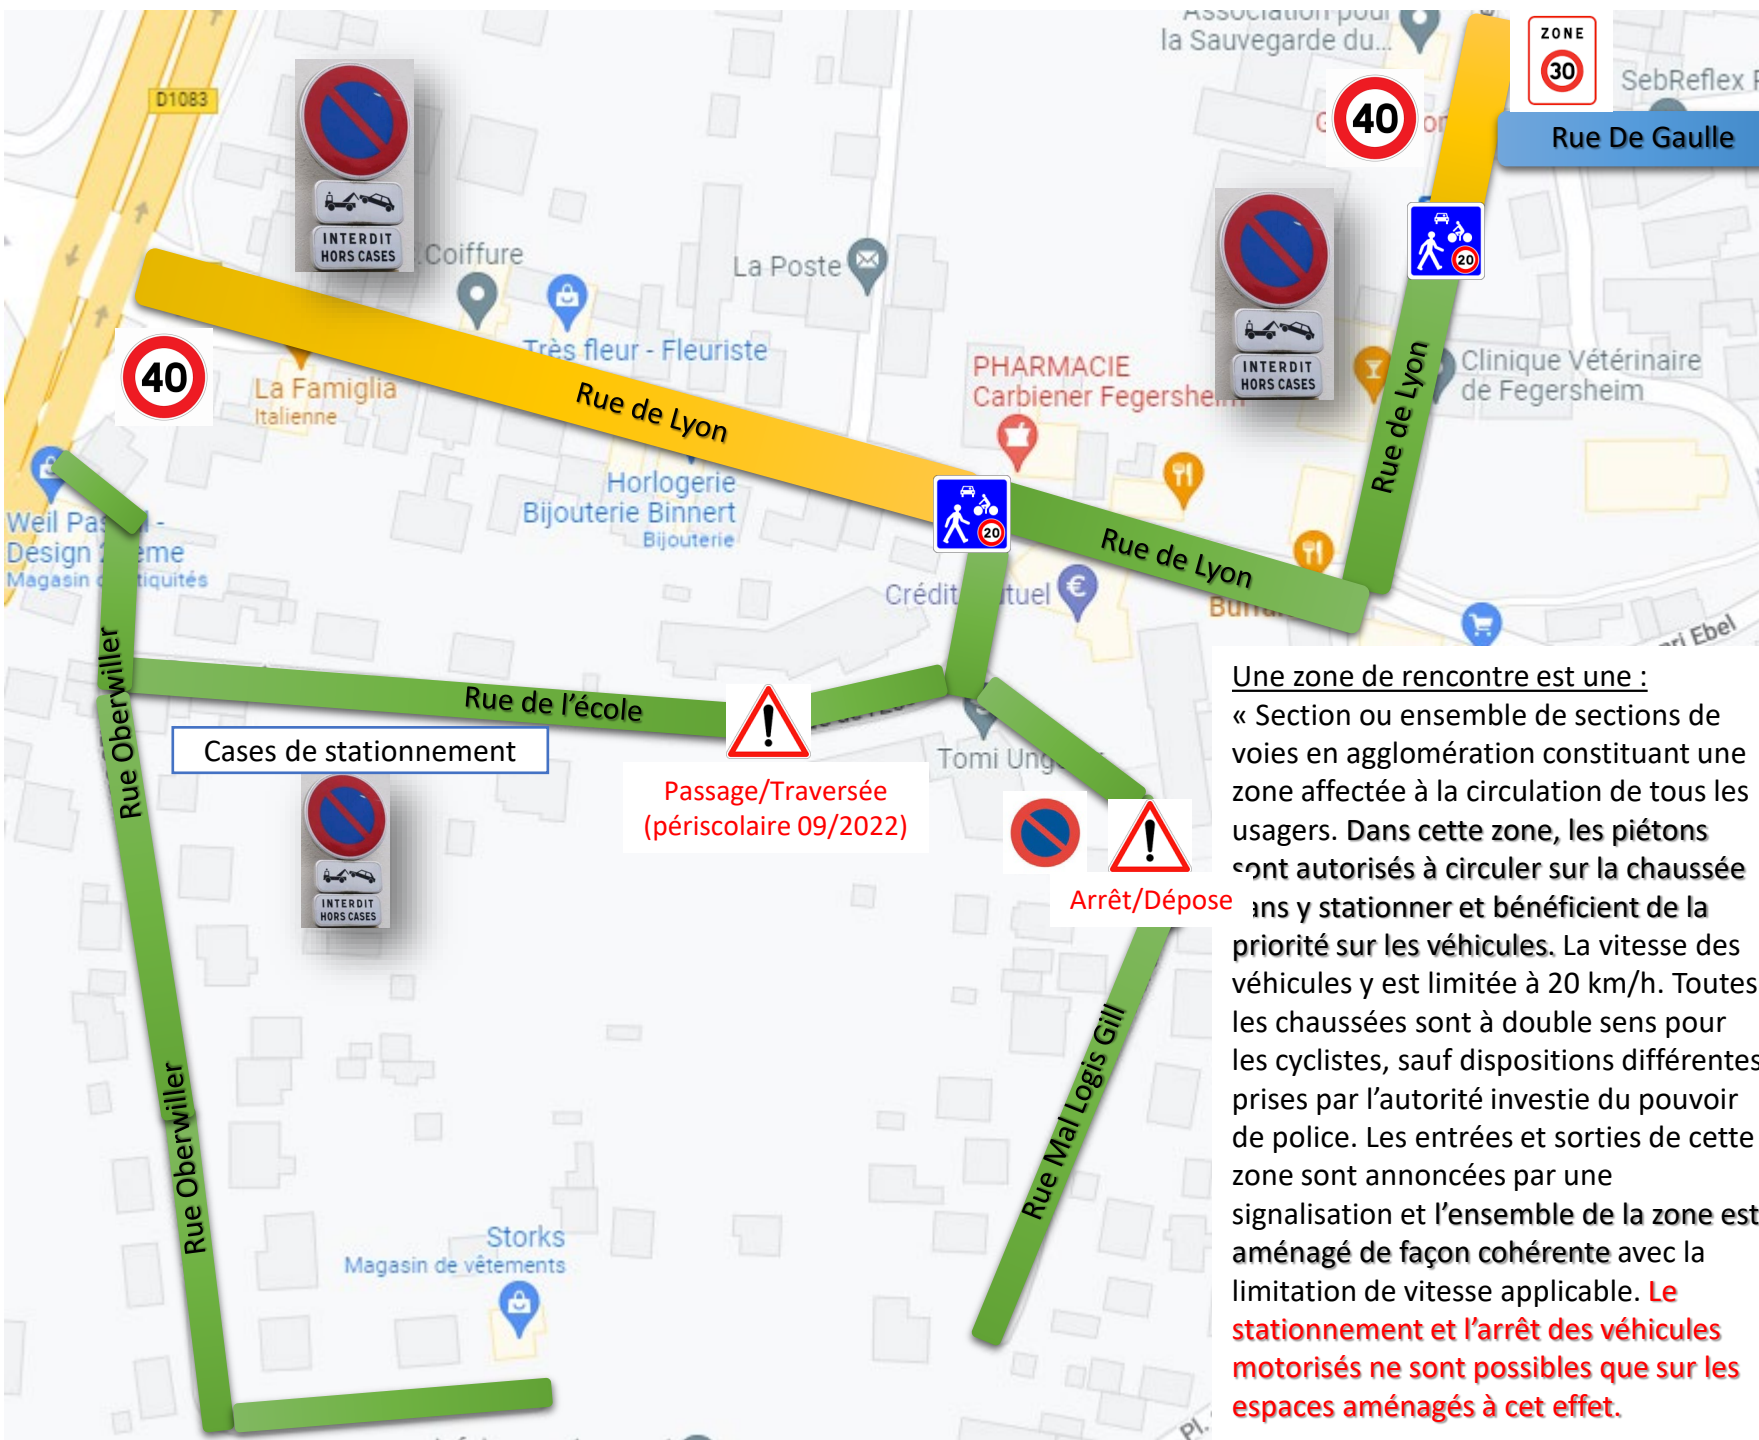 Association pour
la Sauvegarde du...
ZONE
30
SebReflex
40
Rue De Gaulle
D1083
INTERDIT
HORS CASES
Coiffure
La Poste
20
INTERDIT
HORS CASES
Très fleur - Fleuriste
40
La Famiglia
Italienne
Rue de Lyon
PHARMACIE
Carbiener Fegersheim
Rue de Lyon
Clinique Vétérinaire
de Fegersheim
Horlogerie
Bijouterie Binnert
Bijouterie
20
Weil
Design
Magasin
Rue de Lyon
Crédit Mutuel
€
Rue Oberwiller
Rue de l'école
Cases de stationnement
Passage/Traversée
(périscolaire 09/2022)
Tomi
Arrêt/Dépose
INTERDIT
HORS CASES
Rue Oberwiller
Rue Mal Logis Gill
Storks
Magasin de vêtements
Ebel
Pl.
Une zone de rencontre est une :
« Section ou ensemble de sections de
voies en agglomération constituant une
zone affectée à la circulation de tous les
usagers. Dans cette zone, les piétons
sont autorisés à circuler sur la chaussée
sans y stationner et bénéficient de la
priorité sur les véhicules. La vitesse des
véhicules y est limitée à 20 km/h. Toutes
les chaussées sont à double sens pour
les cyclistes, sauf dispositions différentes
prises par l'autorité investie du pouvoir
de police. Les entrées et sorties de cette
zone sont annoncées par une
signalisation et l'ensemble de la zone est
aménagé de façon cohérente avec la
limitation de vitesse applicable. Le
stationnement et l'arrêt des véhicules
motorisés ne sont possibles que sur les
espaces aménagés à cet effet.